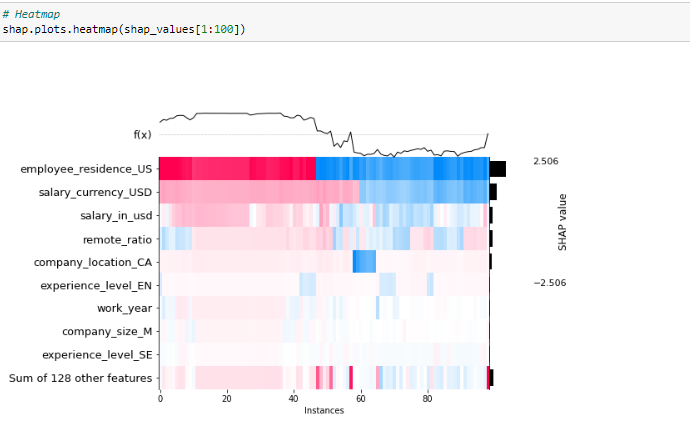 # Heatmap
shap.plots.heatmap(shap_values[1:100])
f(x)
employee_residence_US
salary_currency_USD
salary_in_usd
remote_ratio
company_location_CA
experience_level_EN
work_year
company_size_M
experience_level_SE
Sum of 128 other features
0 20 40 60 80
Instances
2.506
SHAP value
−2.506